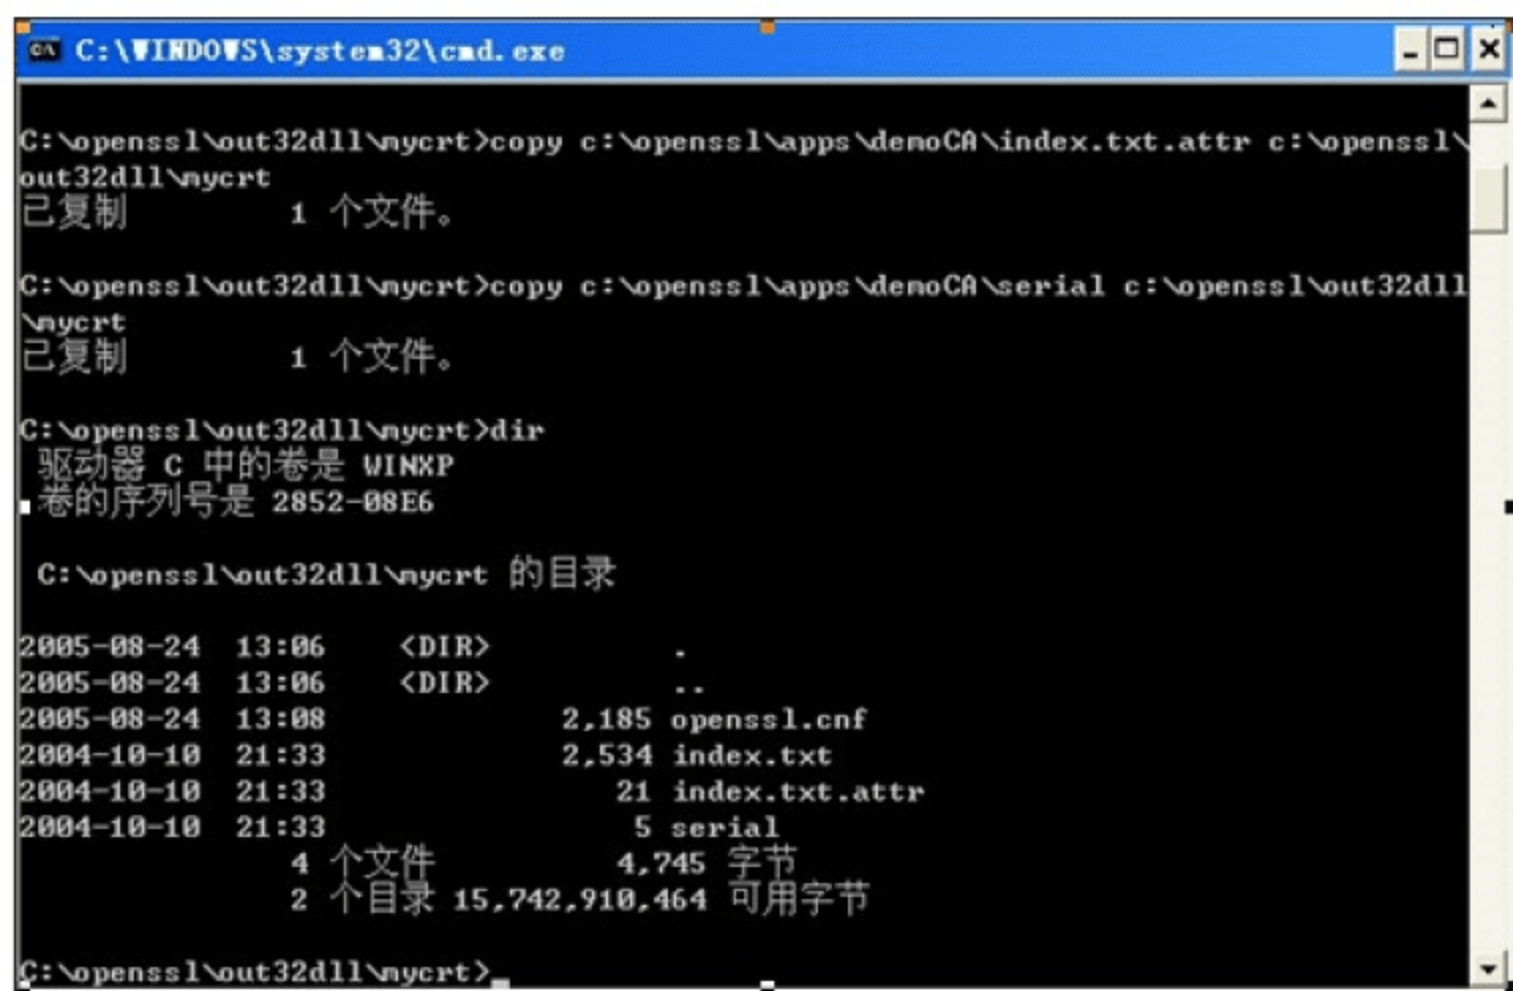 C:\WINDOWS\system32\cmd.exe
C:\openssl\out32dll\mycrt>copy c:\openssl\apps\demoCA\index.txt.attr c:\openssl\
out32dll\mycrt
已复制         1 个文件。
C:\openssl\out32dll\mycrt>copy c:\openssl\apps\demoCA\serial c:\openssl\out32dll
\mycrt
已复制         1 个文件。
C:\openssl\out32dll\mycrt>dir
驱动器 C 中的卷是 WINXP
卷的序列号是 2852-08E6
C:\openssl\out32dll\mycrt 的目录
2005-08-24  13:06    <DIR>          .
2005-08-24  13:06    <DIR>          ..
2005-08-24  13:08             2,185 openssl.cnf
2004-10-10  21:33             2,534 index.txt
2004-10-10  21:33                21 index.txt.attr
2004-10-10  21:33                 5 serial
4 个文件          4,745 字节
2 个目录 15,742,910,464 可用字节
C:\openssl\out32dll\mycrt>_